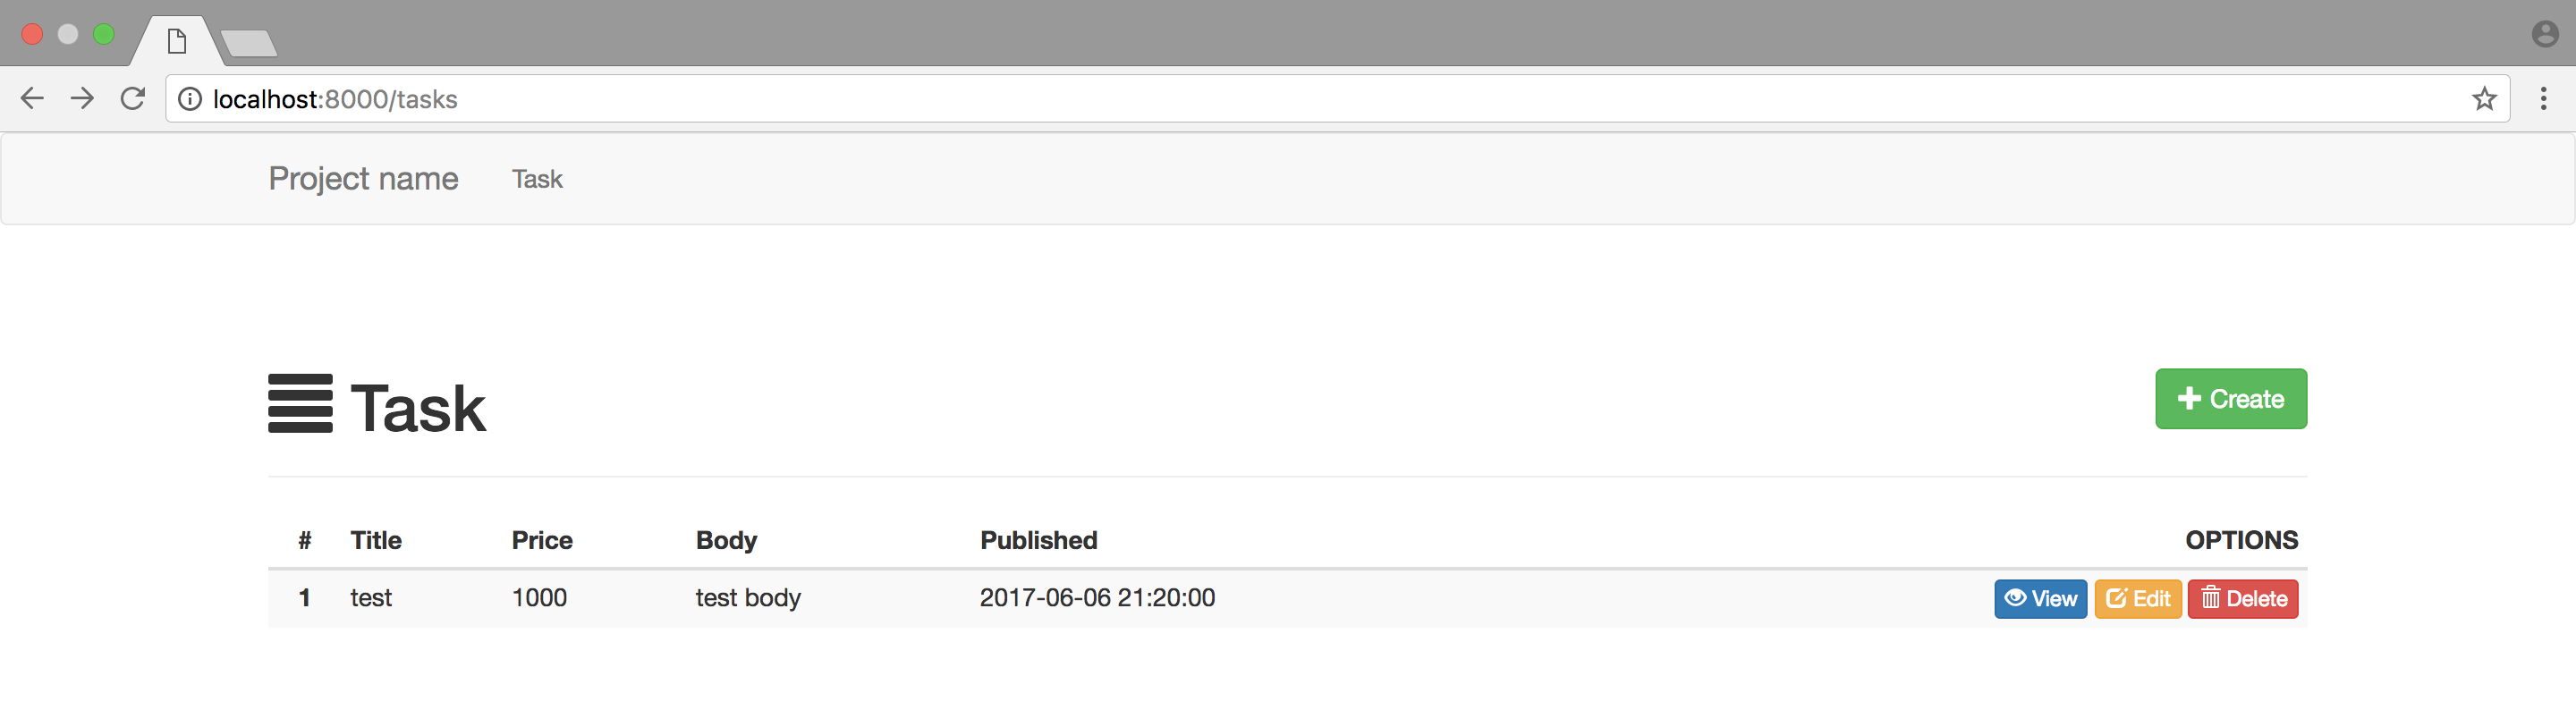 localhost:8000/tasks
Project name Task
Task
Create
# Title Price Body Published OPTIONS
1 test 1000 test body 2017-06-06 21:20:00 View Edit Delete